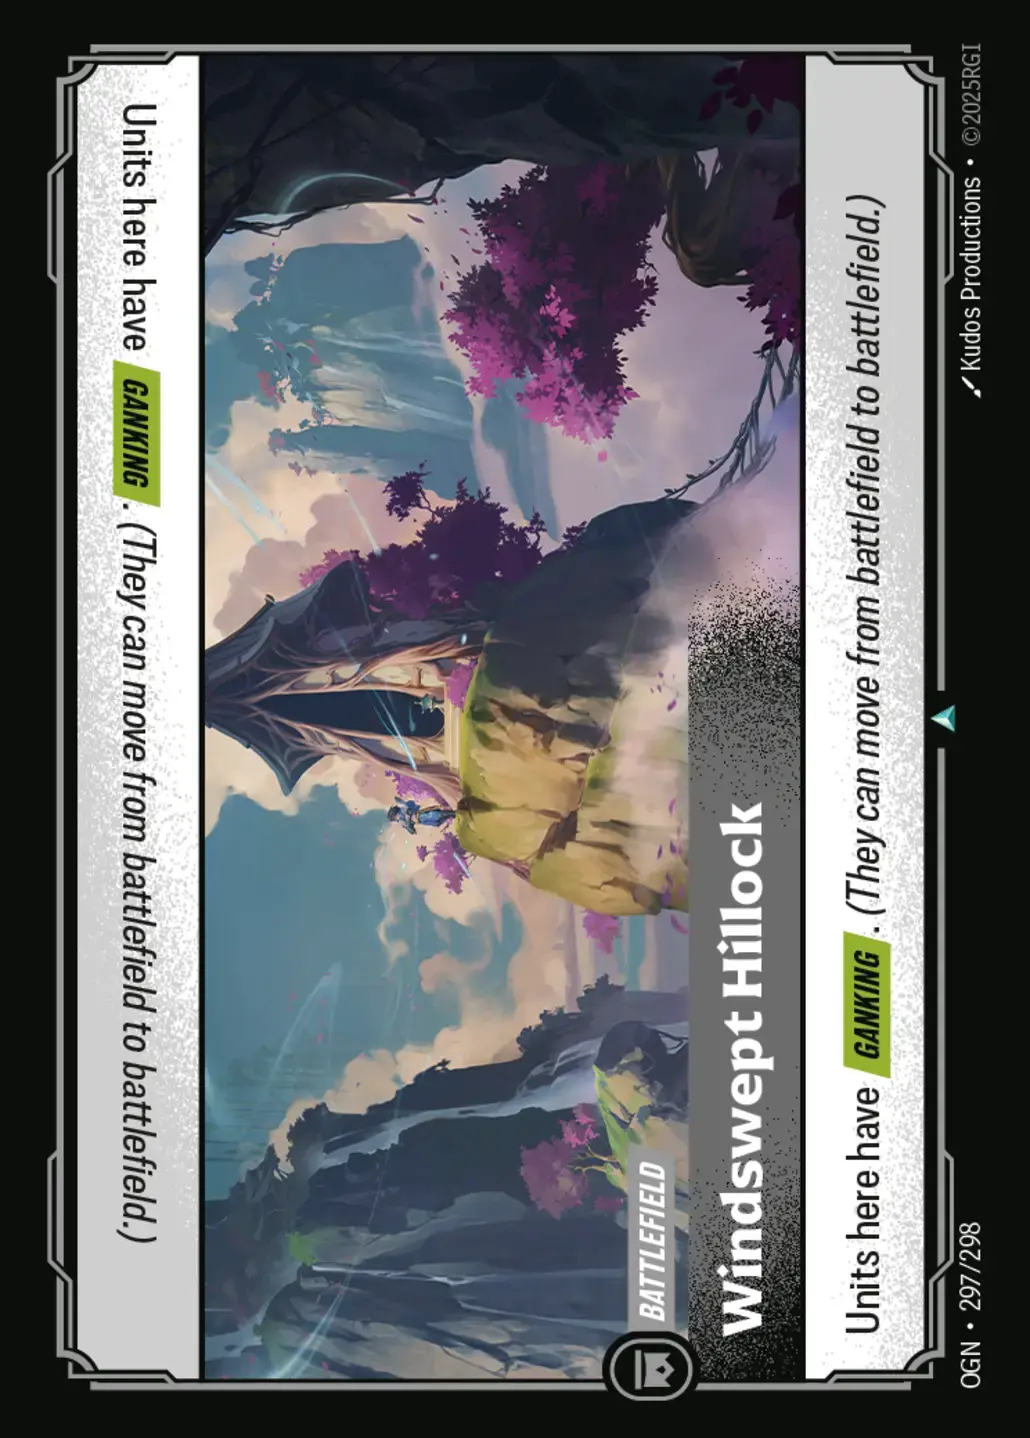 Units here have GANKING. (They can move from battlefield to battlefield.)
BATTLEFIELD
Windswept Hillock
Units here have GANKING. (They can move from battlefield to battlefield.)
OGN • 297/298
Kudos Productions • ©2025RGI